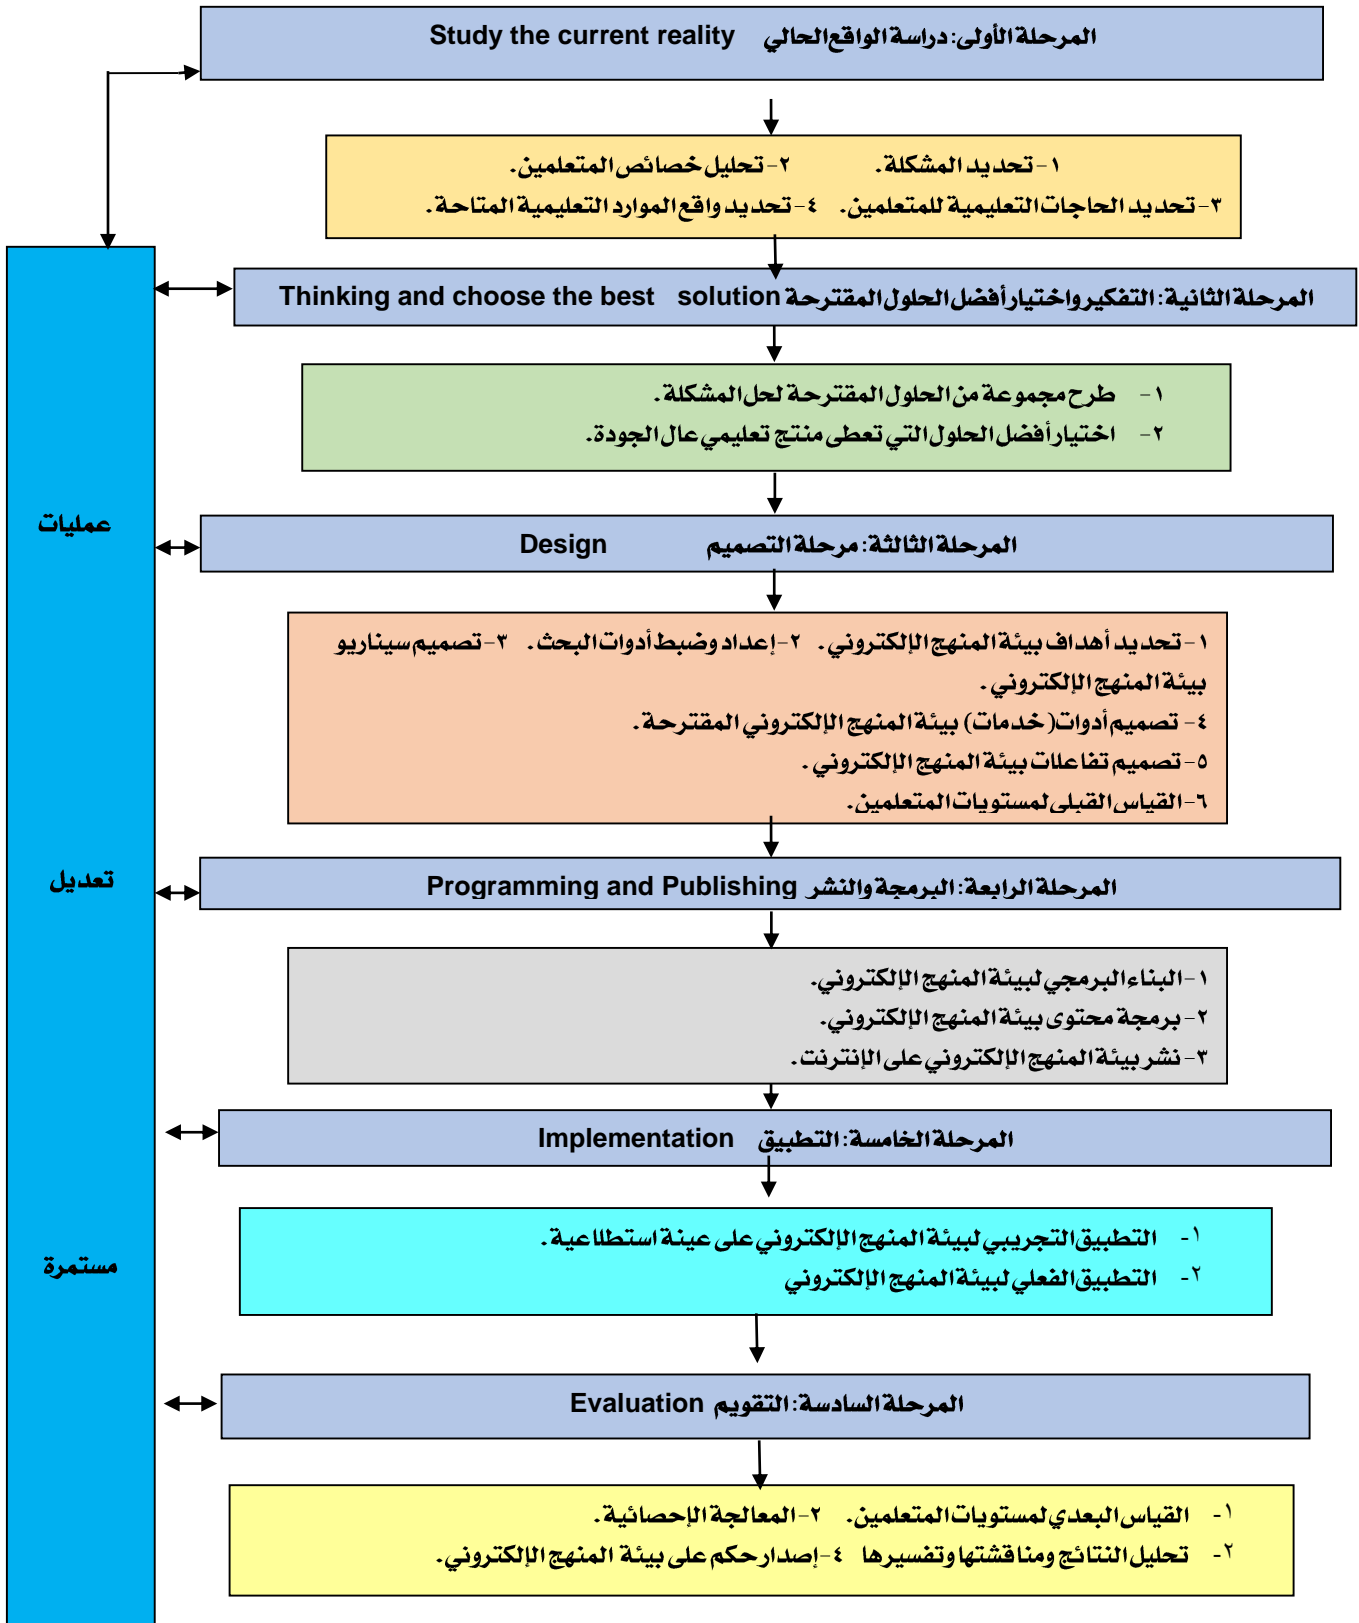 المرحلة الأولى: دراسة الواقع الحالي Study the current reality
١- تحديد المشكلة. ٢- تحليل خصائص المتعلمين.
٣- تحديد الحاجات التعليمية للمتعلمين. ٤- تحديد واقع الموارد التعليمية المتاحة.
المرحلة الثانية: التفكير واختيار أفضل الحلول المقترحة Thinking and choose the best solution
١- طرح مجموعة من الحلول المقترحة لحل المشكلة.
٢- اختيار أفضل الحلول التي تعطى منتج تعليمي عال الجودة.
المرحلة الثالثة: مرحلة التصميم Design
١- تحديد أهداف بيئة المنهج الإلكتروني. ٢- إعداد وضبط أدوات البحث. ٣- تصميم سيناريو
بيئة المنهج الإلكتروني.
٤- تصميم أدوات (خدمات) بيئة المنهج الإلكتروني المقترحة.
٥- تصميم تفاعلات بيئة المنهج الإلكتروني.
٦- القياس القبلى لمستويات المتعلمين.
المرحلة الرابعة: البرمجة والنشر Programming and Publishing
١- البناء البرمجي لبيئة المنهج الإلكتروني.
٢- برمجة محتوى بيئة المنهج الإلكتروني.
٣- نشر بيئة المنهج الإلكتروني على الإنترنت.
المرحلة الخامسة: التطبيق Implementation
١- التطبيق التجريبي لبيئة المنهج الإلكتروني على عينة استطلاعية.
٢- التطبيق الفعلي لبيئة المنهج الإلكتروني
المرحلة السادسة: التقويم Evaluation
١- القياس البعدي لمستويات المتعلمين. ٢- المعالجة الإحصائية.
٢- تحليل النتائج ومناقشتها وتفسيرها ٤- إصدار حكم على بيئة المنهج الإلكتروني.
عمليات
تعديل
مستمرة